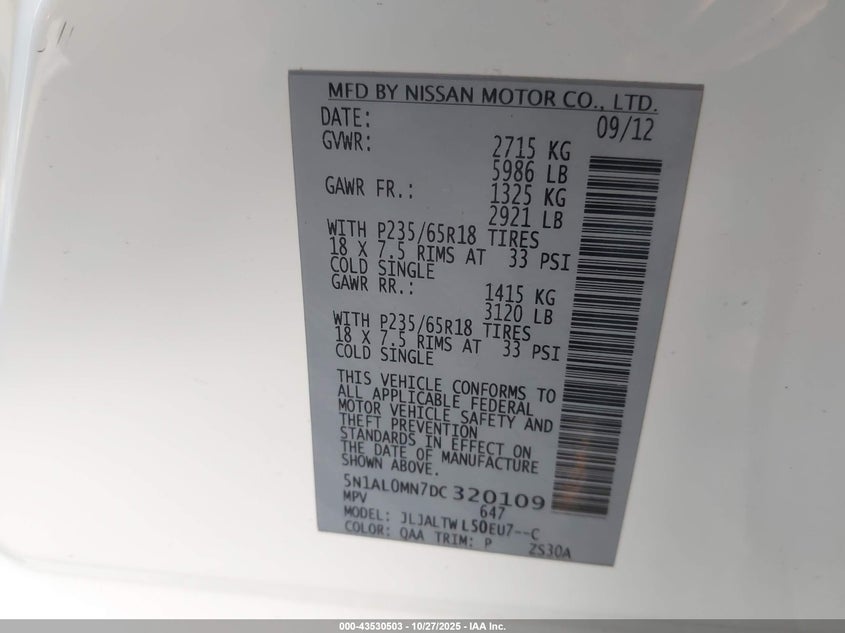 MFD BY NISSAN MOTOR CO., LTD.
DATE: 09/12
GVWR: 2715 KG
5986 LB
GAWR FR.: 1325 KG
2921 LB
WITH P235/65R18 TIRES
18 X 7.5 RIMS AT 33 PSI
COLD SINGLE
GAWR RR.: 1415 KG
3120 LB
WITH P235/65R18 TIRES
18 X 7.5 RIMS AT 33 PSI
COLD SINGLE
THIS VEHICLE CONFORMS TO
ALL APPLICABLE FEDERAL
MOTOR VEHICLE SAFETY AND
THEFT PREVENTION
STANDARDS IN EFFECT ON
THE DATE OF MANUFACTURE
SHOWN ABOVE.
5N1AL0MN7DC320109
MPV 647
MODEL: JLJALTWL50EU7--C
COLOR: QAA TRIM: P ZS30A
000-43530503 - 10/27/2025 - IAA Inc.